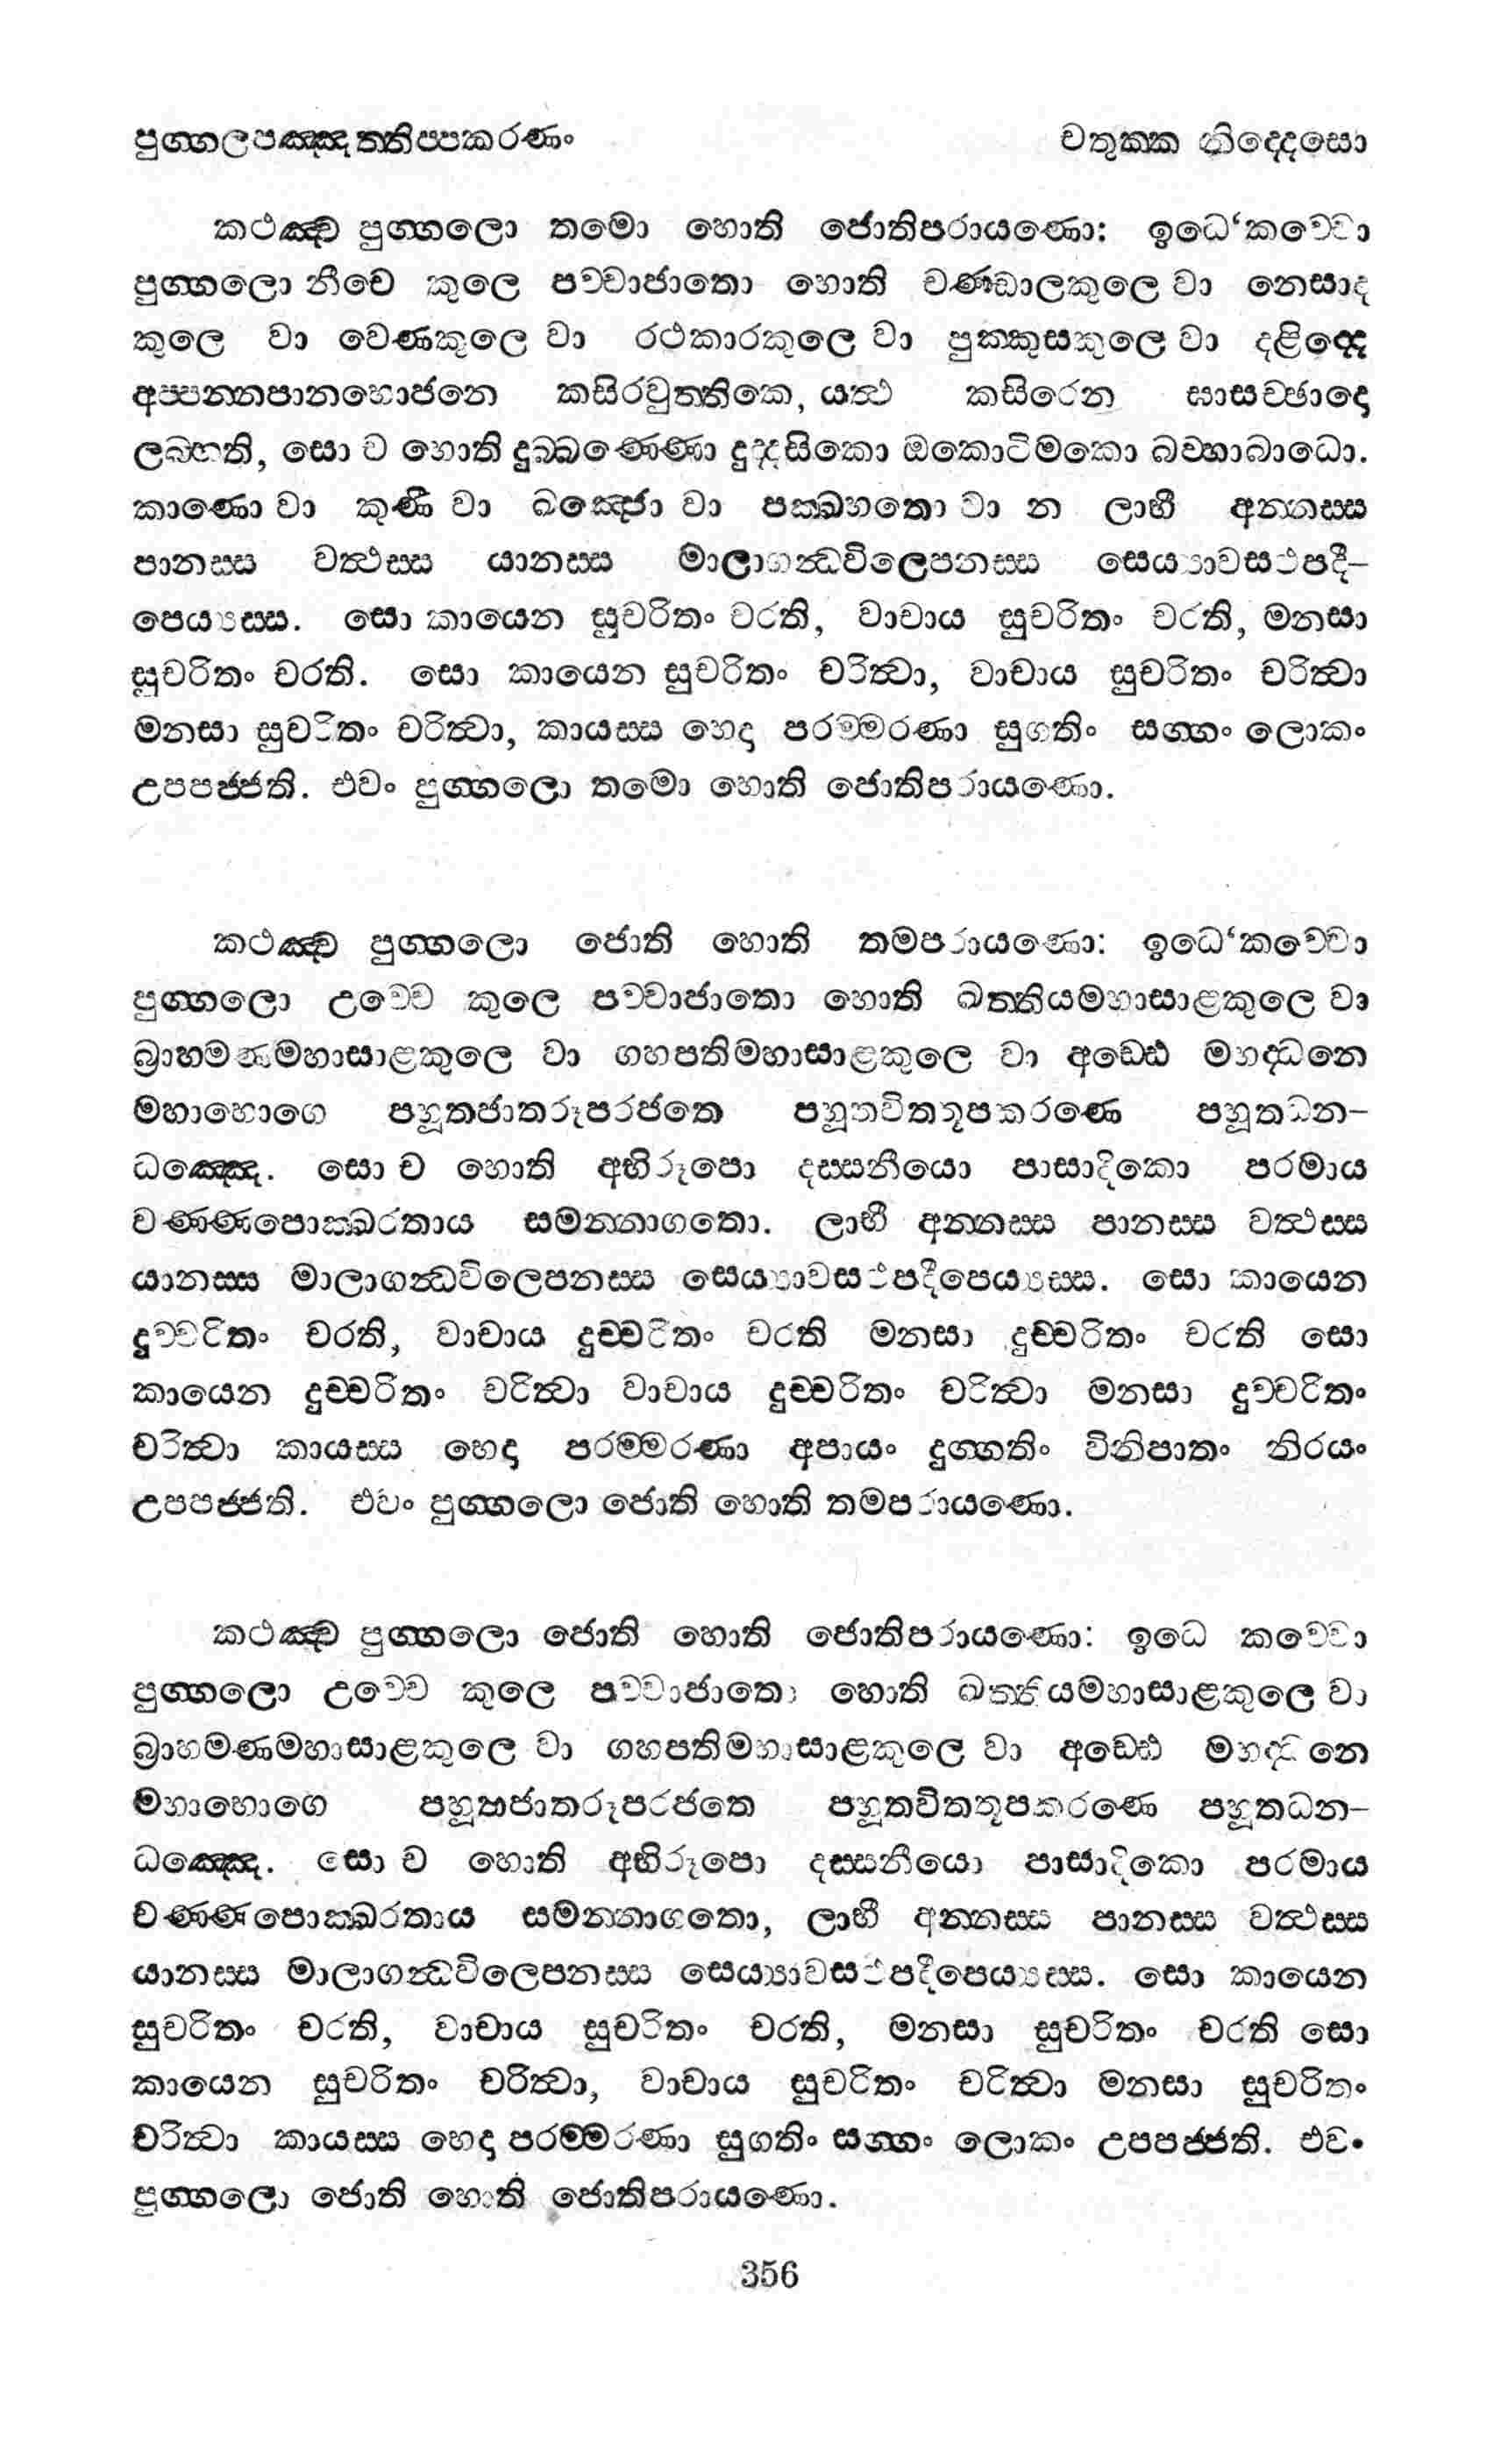 පුග්ගලපඤ්ඤත්තිප්පකරණං චතුක්ක නිද්දෙසො
කථඤ්ච පුග්ගලො තමො හොති ජොතිපරායණො: ඉධෙ‘කච්චො
පුග්ගලො නීචෙ කුලෙ පච්චාජාතො හොති චණ්ඩාලකුලෙ වා නෙසාද
කුලෙ වා වෙණකුලෙ වා රථකාරකුලෙ වා පුක්කුසකුලෙ වා දළිද්දෙ
අප්පන්නපානභොජනෙ කසිරවුත්තිකෙ, යත්ථ කසිරෙන ඝාසච්ඡාදො
ලබ්භති, සො ච හොති දුබ්බණ්ණො දුද්දසිකො ඔකොටිමකො බව්හාබාධො.
කාණො වා කුණී වා ඛඤ්ජො වා පක්ඛහතො වා න ලාභී අන්නස්ස
පානස්ස වත්ථස්ස යානස්ස මාලාගන්ධවිලෙපනස්ස සෙය්‍යාවසථපදී–
පෙය්‍යස්ස. සො කායෙන සුචරිතං චරති, වාචාය සුචරිතං චරති, මනසා
සුචරිතං චරති. සො කායෙන සුචරිතං චරිත්වා, වාචාය සුචරිතං චරිත්වා
මනසා සුචරිතං චරිත්වා, කායස්ස භෙදා පරම්මරණා සුගතිං සග්ගං ලොකං
උපපජ්ජති. එවං පුග්ගලො තමො හොති ජොතිපරායණො.
කථඤ්ච පුග්ගලො ජොති හොති තමපරායණො: ඉධෙ‘කච්චො
පුග්ගලො උච්චෙ කුලෙ පච්චාජාතො හොති ඛත්තියමහාසාළකුලෙ වා
බ්‍රාහමණමහාසාළකුලෙ වා ගහපතිමහාසාළකුලෙ වා අඩ්ඪෙ මහද්ධනෙ
මහාභොගෙ පහූතජාතරූපරජතෙ පහූතවිත්තූපකරණෙ පහූතධන–
ධඤ්ඤෙ. සො ච හොති අභිරූපො දස්සනීයො පාසාදිකො පරමාය
වණ්ණපොක්ඛරතාය සමන්නාගතො. ලාභී අන්නස්ස පානස්ස වත්ථස්ස
යානස්ස මාලාගන්ධවිලෙපනස්ස සෙය්‍යාවසථපදීපෙය්‍යස්ස. සො කායෙන
දුච්චරිතං චරති, වාචාය දුච්චරිතං චරති මනසා දුච්චරිතං චරති සො
කායෙන දුච්චරිතං චරිත්වා වාචාය දුච්චරිතං චරිත්වා මනසා දුච්චරිතං
චරිත්වා කායස්ස භෙදා පරම්මරණා අපායං දුග්ගතිං විනිපාතං නිරයං
උපපජ්ජති. එවං පුග්ගලො ජොති හොති තමපරායණො.
කථඤ්ච පුග්ගලො ජොති හොති ජොතිපරායණො: ඉධෙ කච්චො
පුග්ගලො උච්චෙ කුලෙ පච්චාජාතො හොති ඛත්තියමහාසාළකුලෙ වා
බ්‍රාහමණමහාසාළකුලෙ වා ගහපතිමහාසාළකුලෙ වා අඩ්ඪෙ මහද්ධනෙ
මහාභොගෙ පහූතජාතරූපරජතෙ පහූතවිත්තූපකරණෙ පහූතධන–
ධඤ්ඤෙ. සො ච හොති අභිරූපො දස්සනීයො පාසාදිකො පරමාය
වණ්ණපොක්ඛරතාය සමන්නාගතො, ලාභී අන්නස්ස පානස්ස වත්ථස්ස
යානස්ස මාලාගන්ධවිලෙපනස්ස සෙය්‍යාවසථපදීපෙය්‍යස්ස. සො කායෙන
සුචරිතං චරති, වාචාය සුචරිතං චරති, මනසා සුචරිතං චරති සො
කායෙන සුචරිතං චරිත්වා, වාචාය සුචරිතං චරිත්වා මනසා සුචරිතං
චරිත්වා කායස්ස භෙදා පරම්මරණා සුගතිං සග්ගං ලොකං උපපජ්ජති. එවං
පුග්ගලො ජොති හොති ජොතිපරායණො.
356